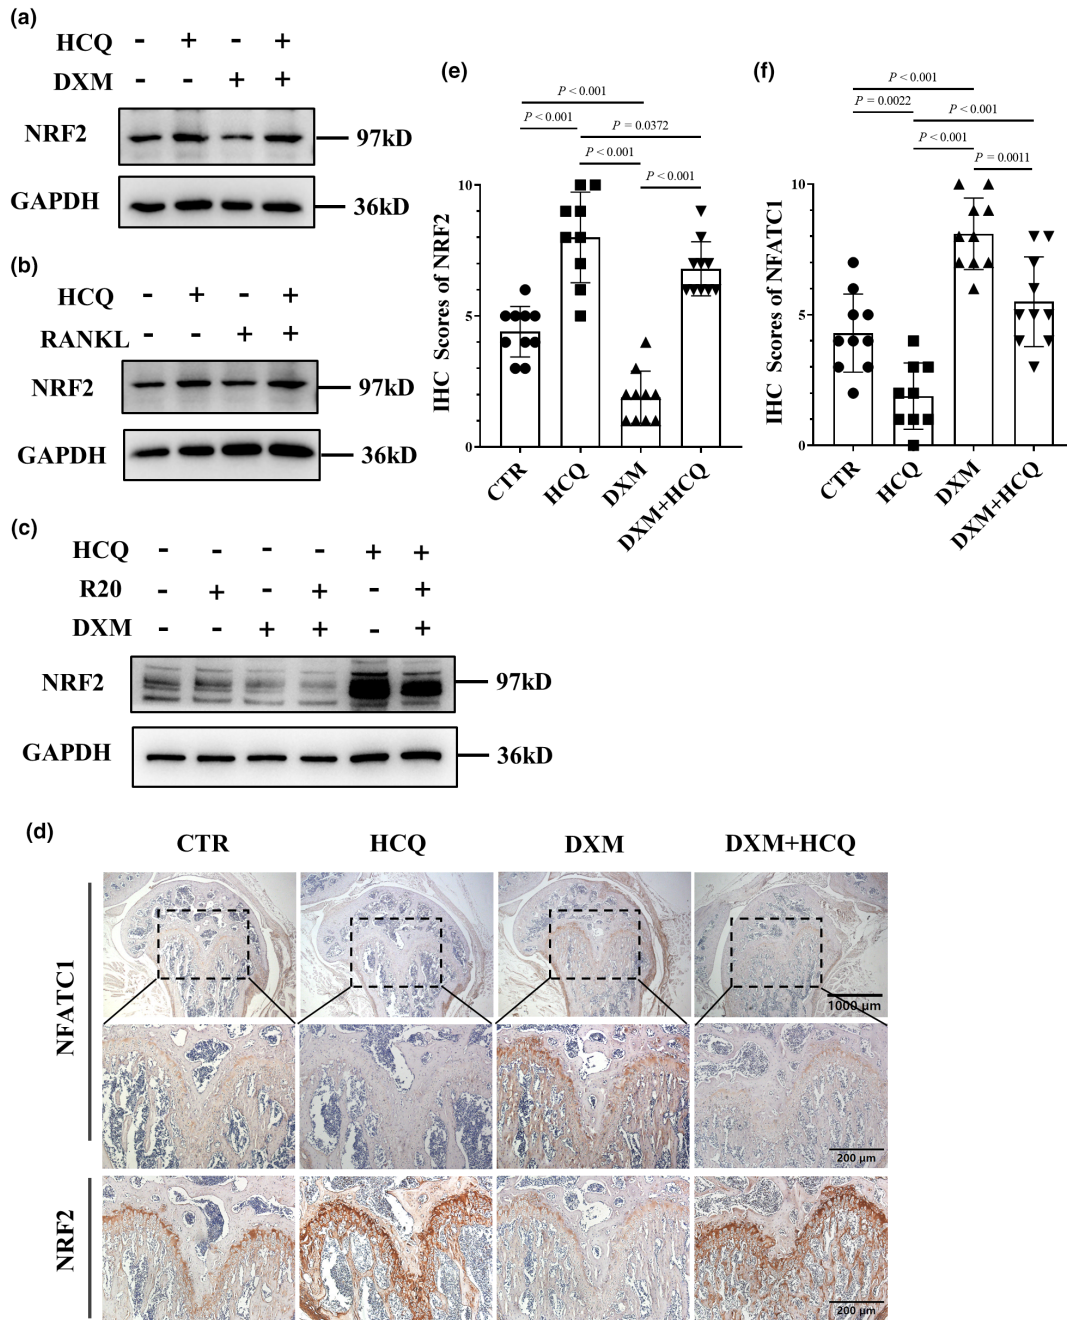 (a)
HCQ - + - +
DXM - - + +
NRF2 97kD
GAPDH 36kD
(b)
HCQ - + - +
RANKL - - + +
NRF2 97kD
GAPDH 36kD
(c)
HCQ - - - - + +
R20 - + - + - +
DXM - - + + - +
NRF2 97kD
GAPDH 36kD
(e)
P < 0.001
P < 0.001
P = 0.0372
P < 0.001
P < 0.001
IHC Scores of NRF2
10
5
0
CTR
HCQ
DXM
DXM+HCQ
(f)
P < 0.001
P = 0.0022
P < 0.001
P < 0.001
P = 0.0011
IHC Scores of NFATC1
10
5
0
CTR
HCQ
DXM
DXM+HCQ
(d)
CTR HCQ DXM DXM+HCQ
NFATC1
1000 μm
200 μm
NRF2
200 μm